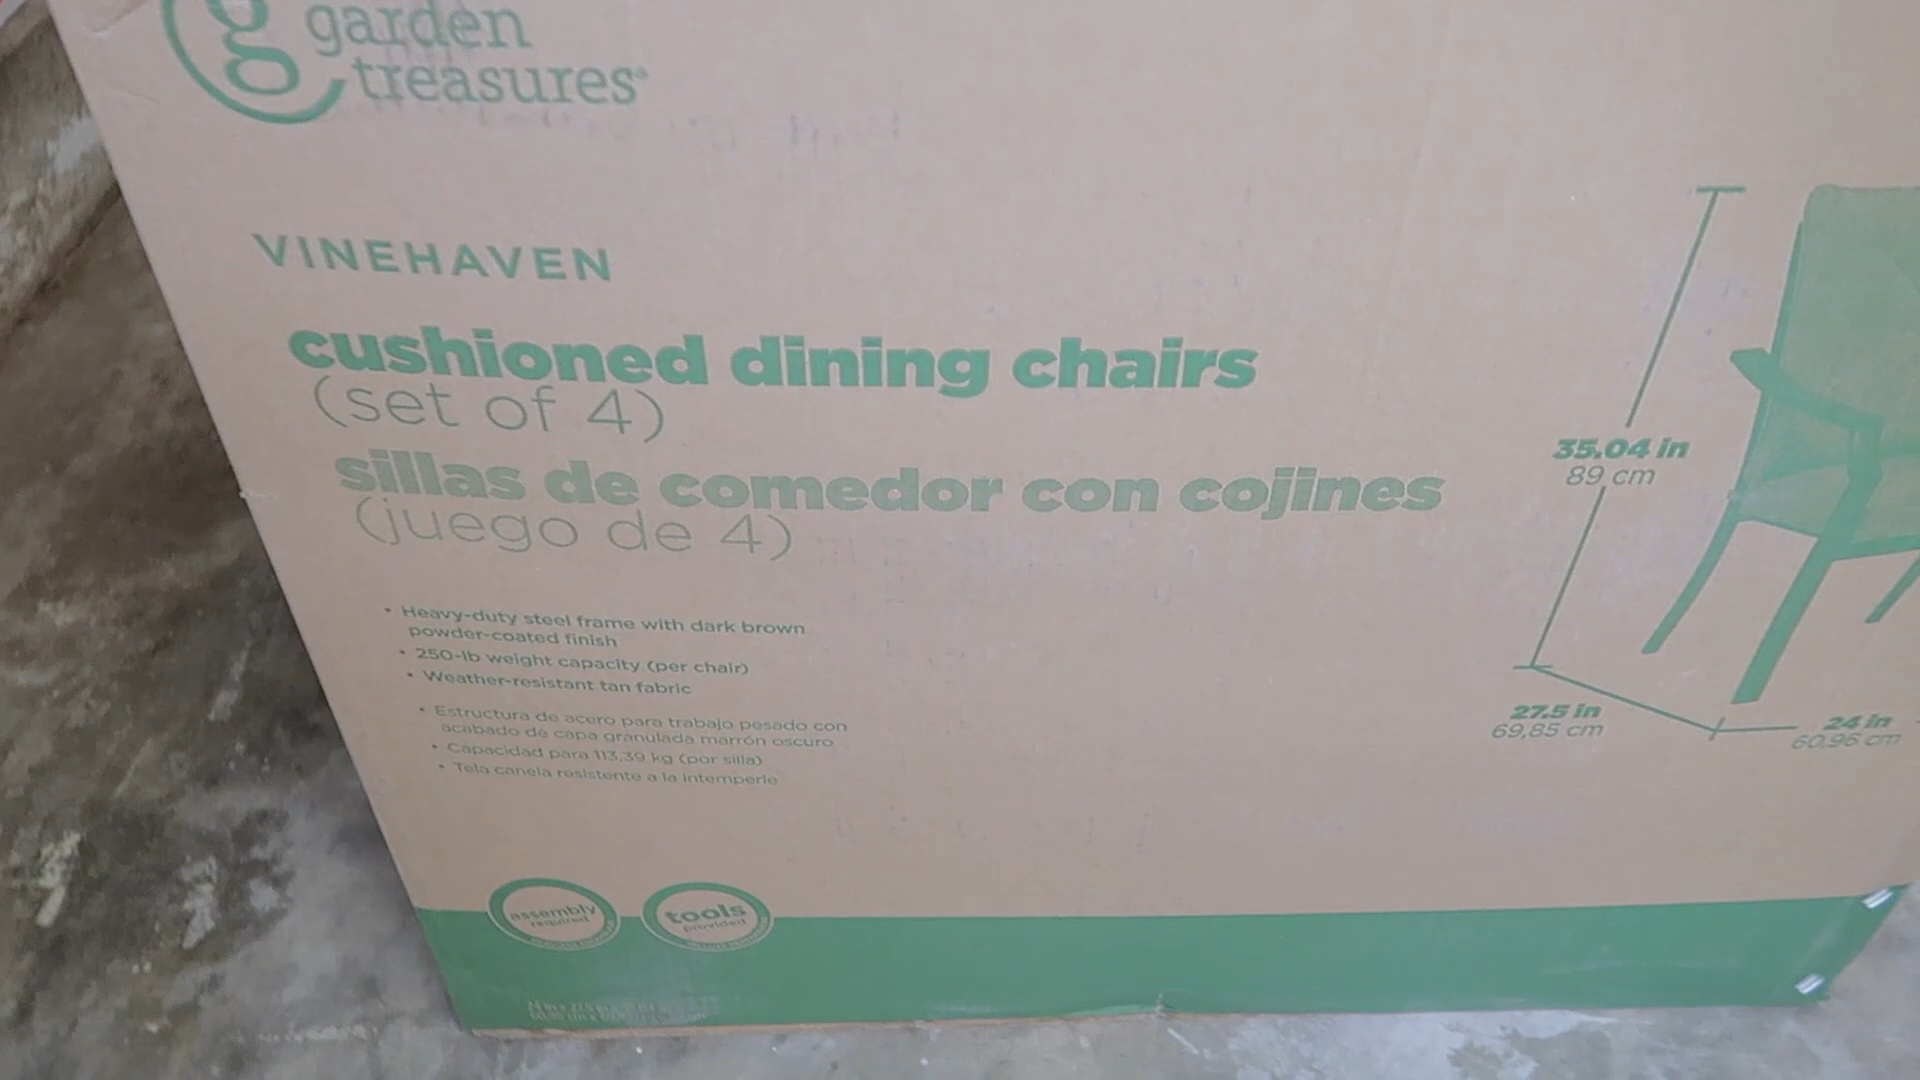 g garden
treasures®
VINEHAVEN
cushioned dining chairs
(set of 4)
sillas de comedor con cojines
(juego de 4)
• Heavy-duty steel frame with dark brown
powder-coated finish
• 250-lb weight capacity (per chair)
• Weather-resistant tan fabric
• Estructura de acero para trabajo pesado con
acabado de capa granulada marrón oscuro
• Capacidad para 113,39 kg (por silla)
• Tela canela resistente a la intemperie
35.04 in
89 cm
27.5 in
69,85 cm
24 in
60,96 cm
assembly
required
tools
provided